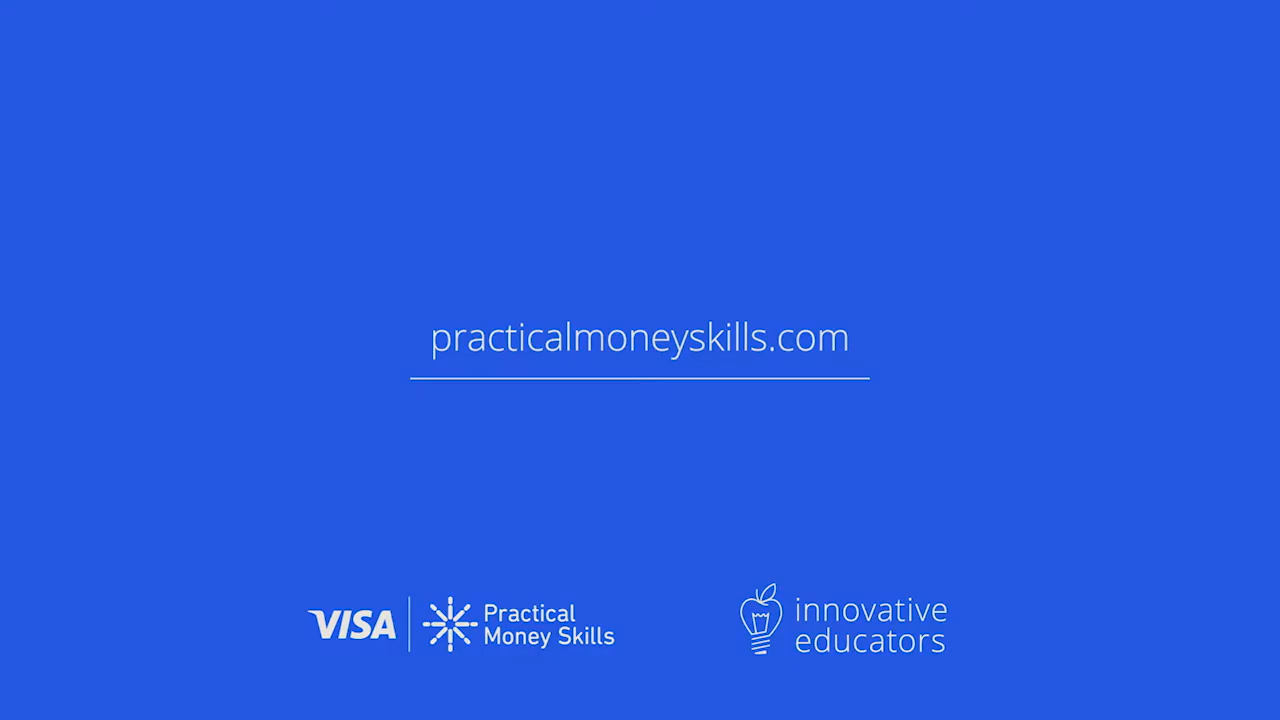 practicalmoneyskills.com
VISA
Practical
Money Skills
innovative
educators